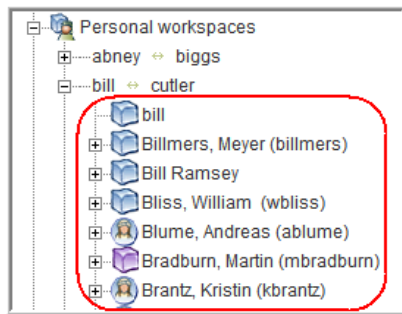 Personal workspaces
abney ↔ biggs
bill ↔ cutler
bill
Billmers, Meyer (billmers)
Bill Ramsey
Bliss, William (wbliss)
Blume, Andreas (ablume)
Bradburn, Martin (mbradburn)
Brantz, Kristin (kbrantz)